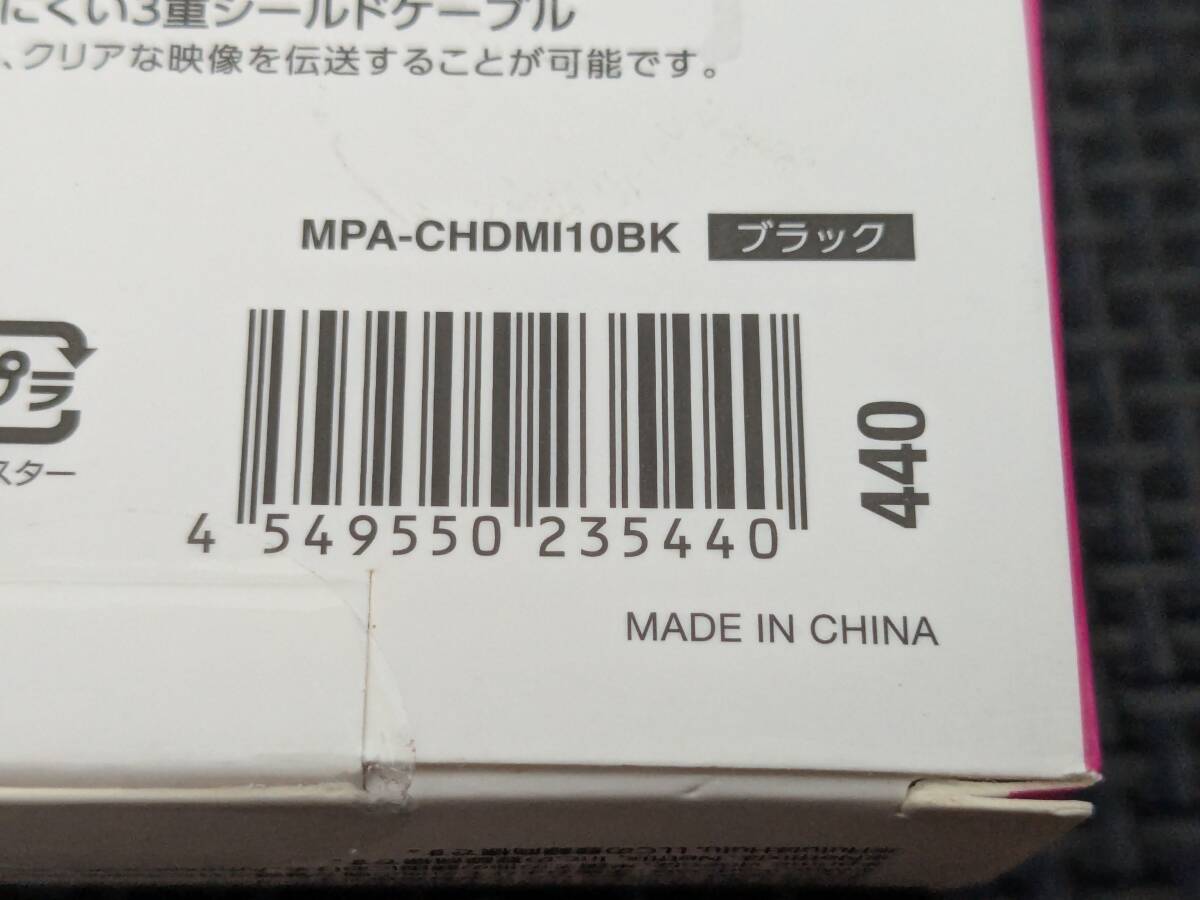 にくい3重シールドケーブル
、クリアな映像を伝送することが可能です。
MPA-CHDMI10BK ブラック
プラ
スター
440
4 549550 235440
MADE IN CHINA